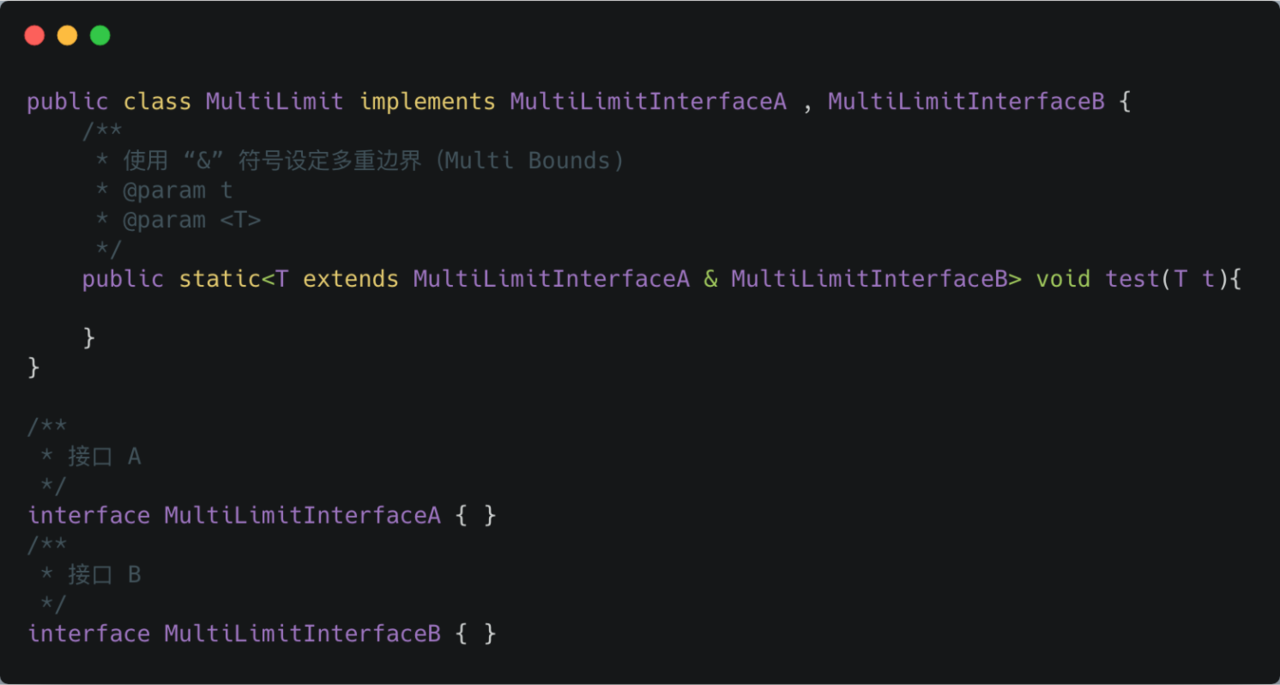 public class MultiLimit implements MultiLimitInterfaceA , MultiLimitInterfaceB {
    /**
     * 使用 “&” 符号设定多重边界（Multi Bounds)
     * @param t
     * @param <T>
     */
    public static<T extends MultiLimitInterfaceA & MultiLimitInterfaceB> void test(T t){
    }
}
/**
 * 接口 A
 */
interface MultiLimitInterfaceA { }
/**
 * 接口 B
 */
interface MultiLimitInterfaceB { }